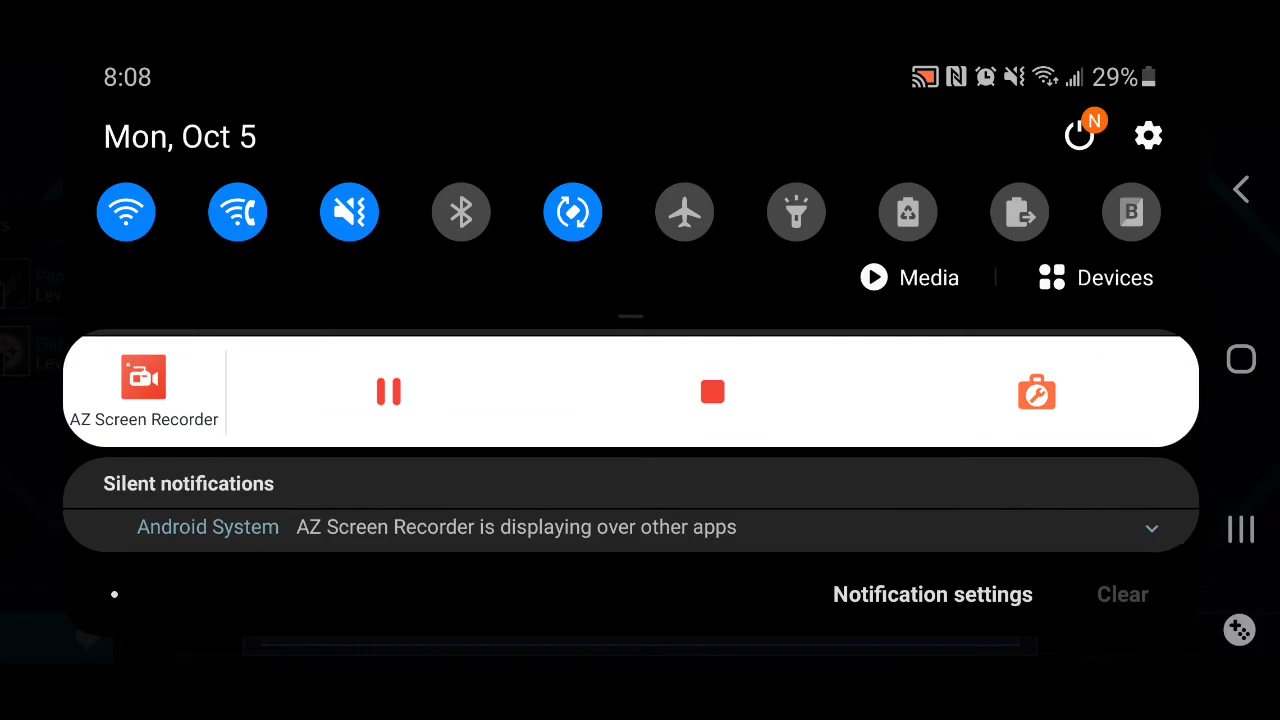 8:08
29%
Mon, Oct 5
N
B
Media
Devices
AZ Screen Recorder
Silent notifications
Android System AZ Screen Recorder is displaying over other apps
Notification settings
Clear